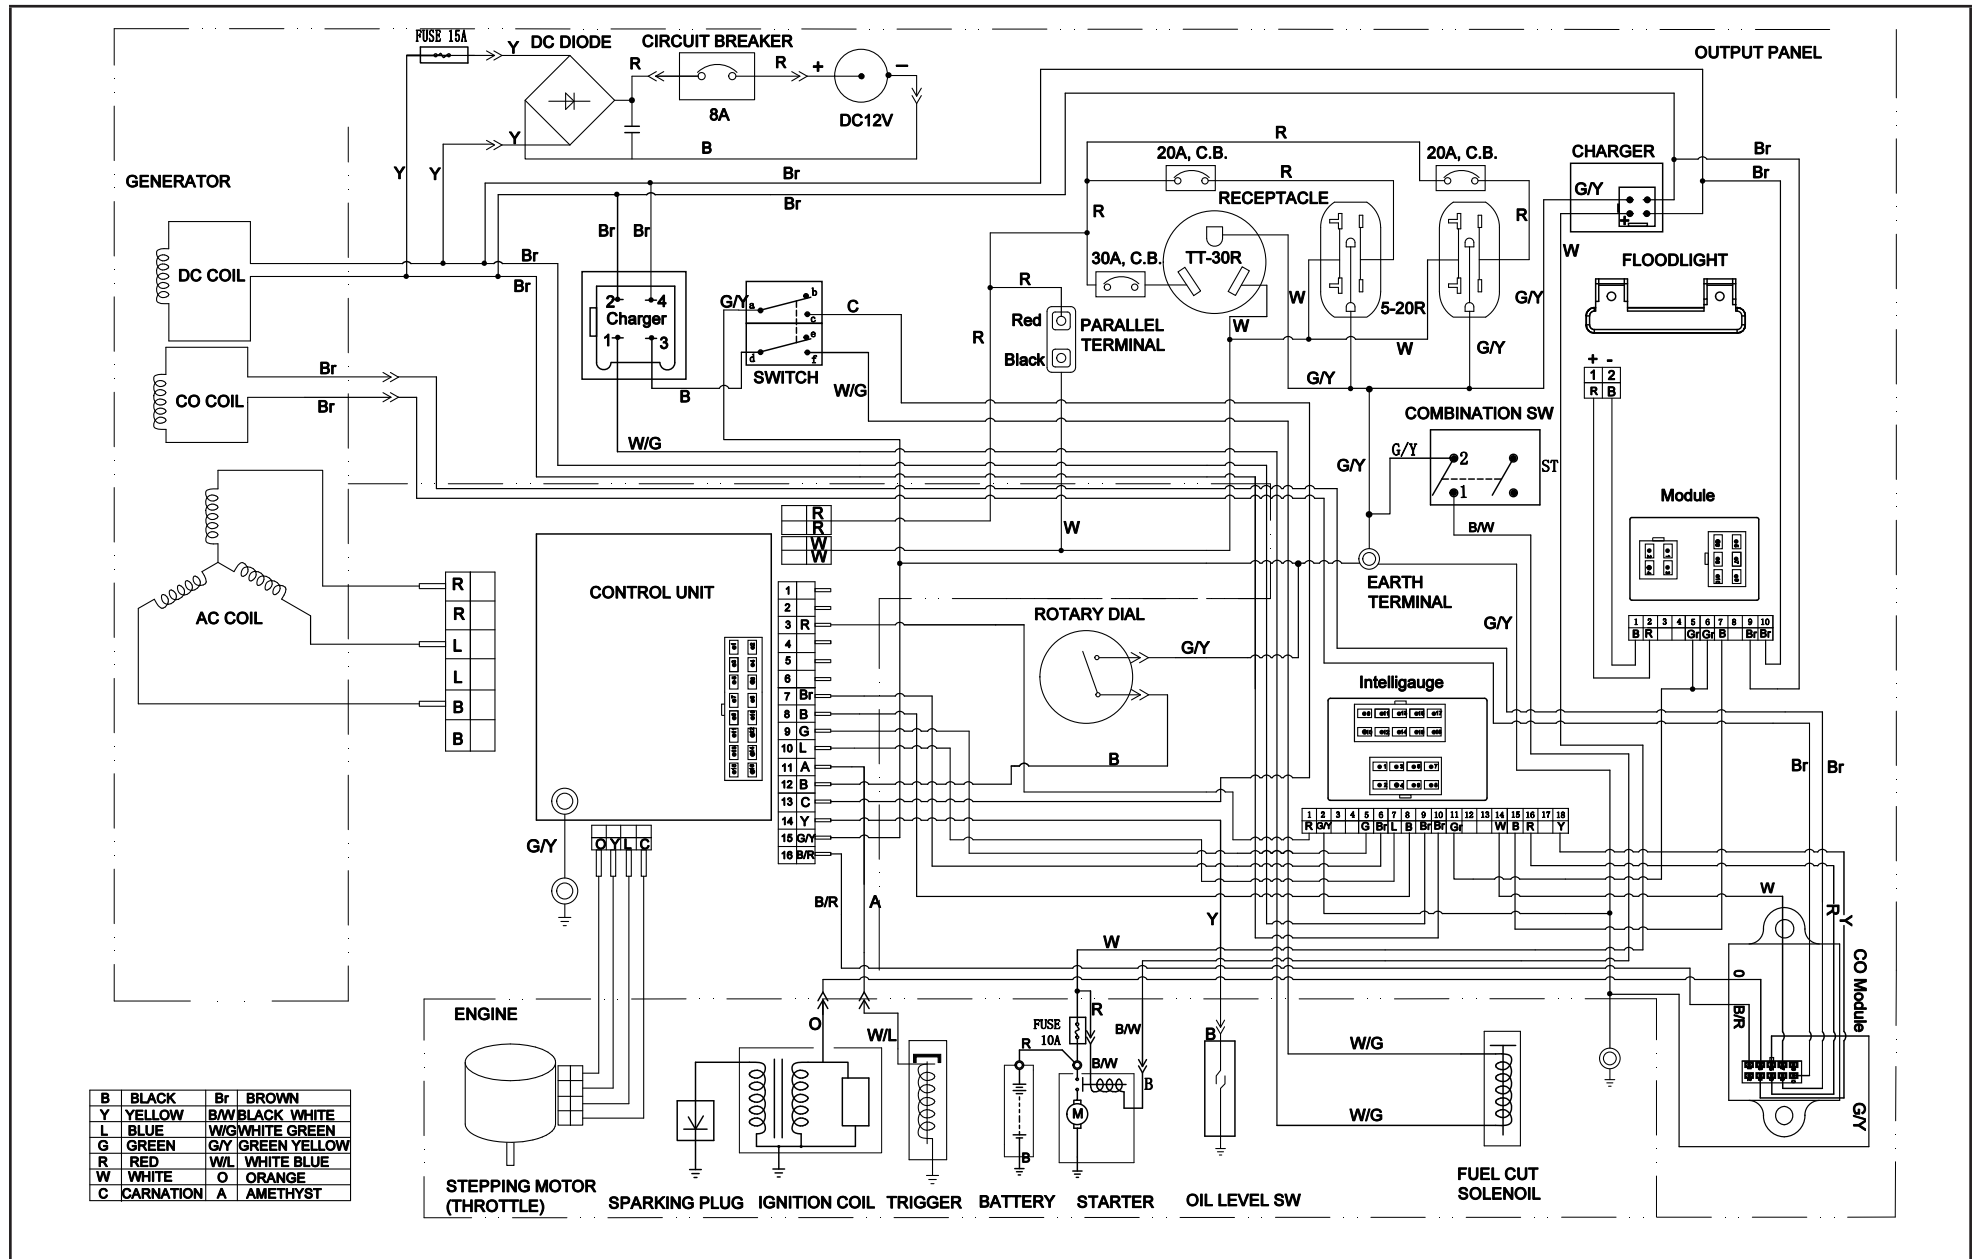 FUSE 15A
Y
DC DIODE
CIRCUIT BREAKER
R
R
+
−
8A
DC12V
OUTPUT PANEL
Y
B
Y
Y
GENERATOR
Br
Br
R
20A, C.B.
20A, C.B.
R
RECEPTACLE
R
R
CHARGER
G/Y
+
Br
Br
W
Br
Br
DC COIL
Br
Br
2
4
Charger
1
3
G/Y
a
b
c
d
e
f
C
SWITCH
B
W/G
W/G
30A, C.B.
TT-30R
R
Red
Black
PARALLEL
TERMINAL
R
W
W
5-20R
W
G/Y
G/Y
G/Y
FLOODLIGHT
+ -
1 2
R B
CO COIL
Br
Br
COMBINATION SW
G/Y
2
1
ST
B/W
G/Y
Module
1 2 3 4 5 6 7 8 9 10
B R Gr Gr B Br Br
AC COIL
R
R
L
L
B
B
CONTROL UNIT
R
R
W
W
W
1
2
3 R
4
5
6
7 Br
8 B
9 G
10 L
11 A
12 B
13 C
14 Y
15 G/Y
16 B/R
EARTH
TERMINAL
ROTARY DIAL
G/Y
B
G/Y
Intelligauge
1 2 3 4 5 6 7 8 9 10 11 12 13 14 15 16 17 18
R G/Y G Br L B Br Br Gr W B R Y
Br
Br
G/Y
O Y L C
B/R
A
Y
W
W
R
Y
O
B/R
CO Module
G/Y
ENGINE
O
W/L
FUSE
10A
R
R
B/W
B/W
B
B
B
M
W/G
W/G
STEPPING MOTOR
(THROTTLE)
SPARKING PLUG
IGNITION COIL
TRIGGER
BATTERY
STARTER
OIL LEVEL SW
FUEL CUT
SOLENOIL
B BLACK Br BROWN
Y YELLOW B/W BLACK WHITE
L BLUE W/G WHITE GREEN
G GREEN G/Y GREEN YELLOW
R RED W/L WHITE BLUE
W WHITE O ORANGE
C CARNATION A AMETHYST